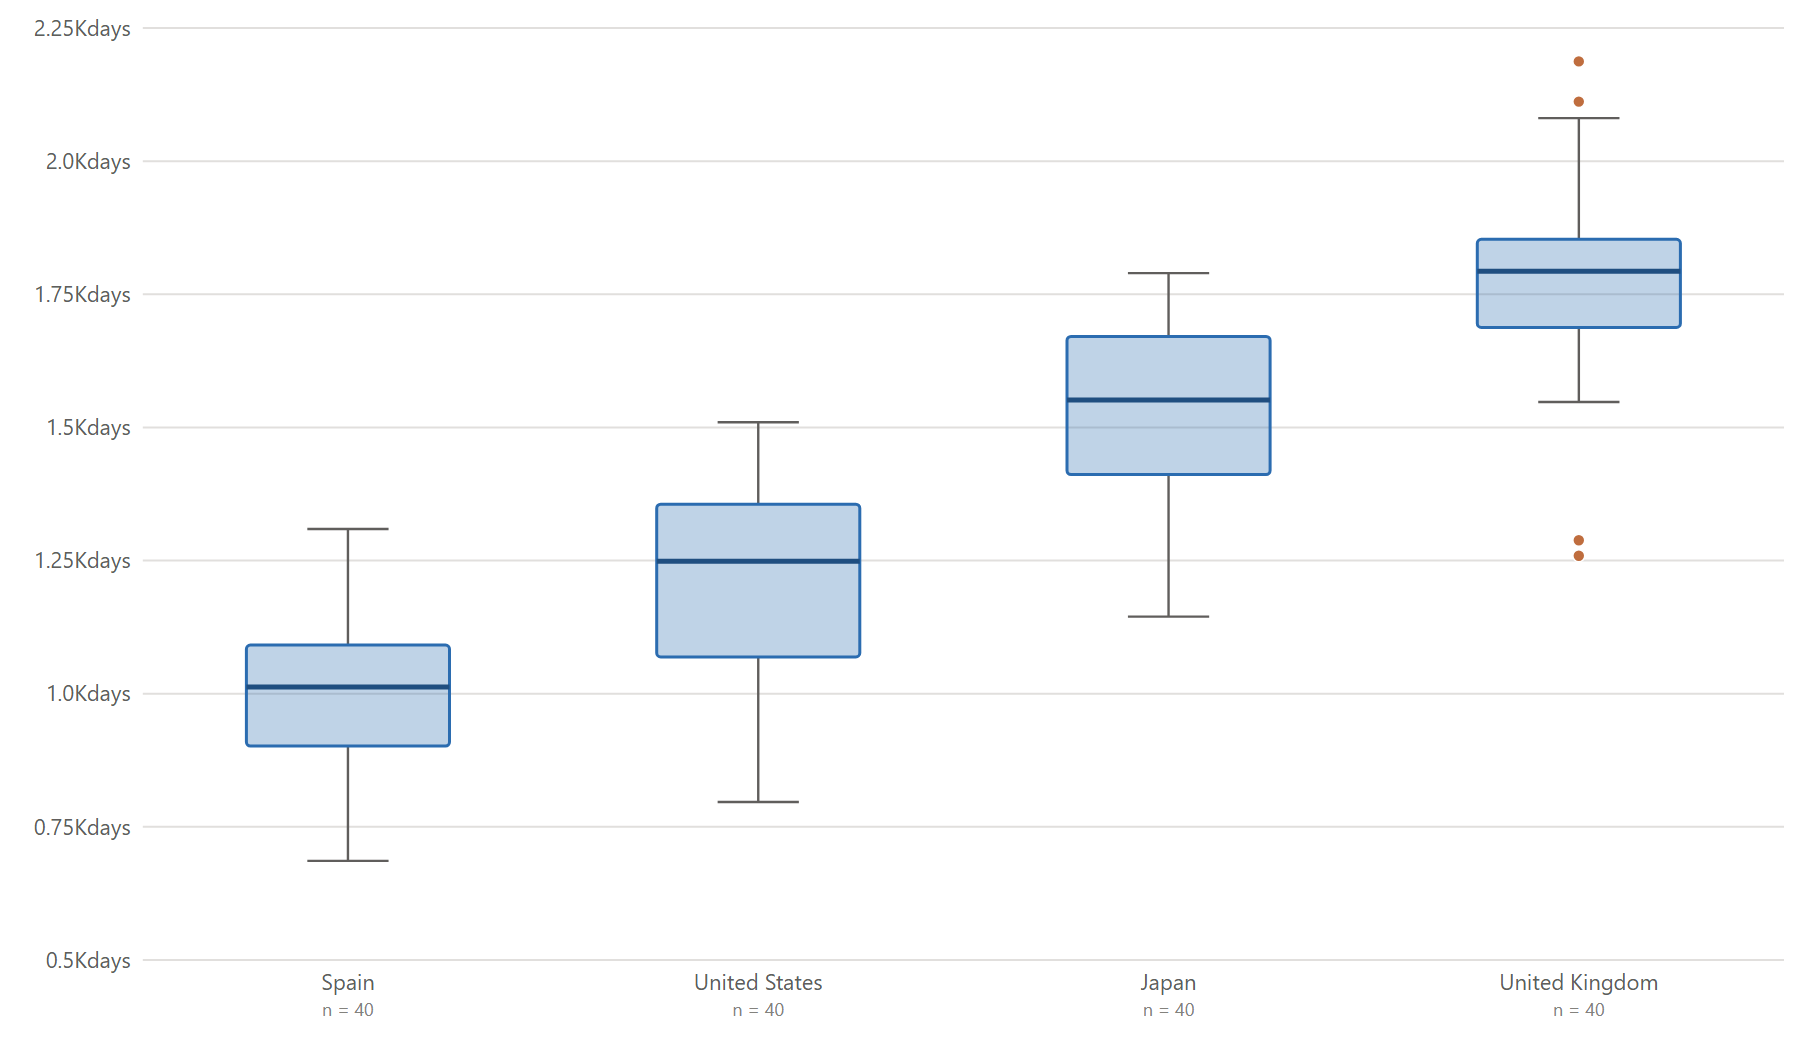 2.25Kdays
2.0Kdays
1.75Kdays
1.5Kdays
1.25Kdays
1.0Kdays
0.75Kdays
0.5Kdays
Spain United States Japan United Kingdom
n = 40 n = 40 n = 40 n = 40